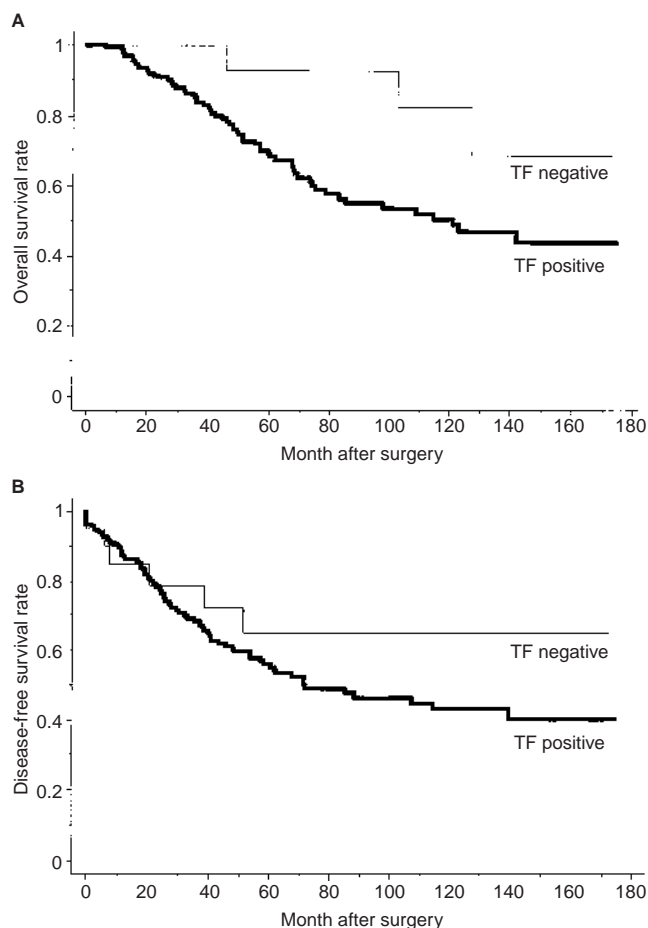 A
1
0.8
0.6
0.4
0.2
0
Overall survival rate
TF negative
TF positive
0 20 40 60 80 100 120 140 160 180
Month after surgery
B
1
0.8
0.6
0.4
0.2
0
Disease-free survival rate
TF negative
TF positive
0 20 40 60 80 100 120 140 160 180
Month after surgery